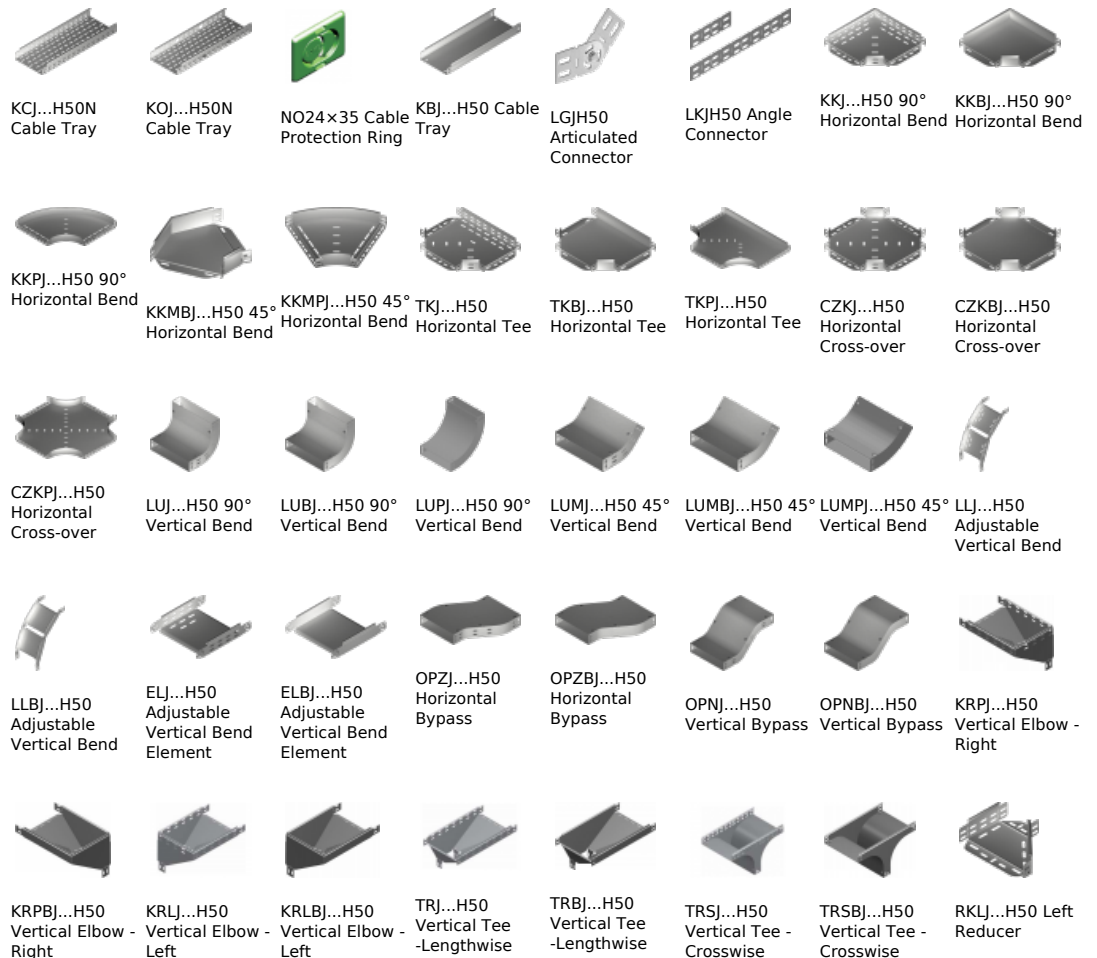 KCJ...H50N
Cable Tray
KOJ...H50N
Cable Tray
NO24×35 Cable
Protection Ring
KBJ...H50 Cable
Tray
LGJH50
Articulated
Connector
LKJH50 Angle
Connector
KKJ...H50 90°
Horizontal Bend
KKBJ...H50 90°
Horizontal Bend
KKPJ...H50 90°
Horizontal Bend
KKMBJ...H50 45°
Horizontal Bend
KKMPJ...H50 45°
Horizontal Bend
TKJ...H50
Horizontal Tee
TKBJ...H50
Horizontal Tee
TKPJ...H50
Horizontal Tee
CZKJ...H50
Horizontal
Cross-over
CZKBJ...H50
Horizontal
Cross-over
CZKPJ...H50
Horizontal
Cross-over
LUJ...H50 90°
Vertical Bend
LUBJ...H50 90°
Vertical Bend
LUPJ...H50 90°
Vertical Bend
LUMJ...H50 45°
Vertical Bend
LUMBJ...H50 45°
Vertical Bend
LUMPJ...H50 45°
Vertical Bend
LLJ...H50
Adjustable
Vertical Bend
LLBJ...H50
Adjustable
Vertical Bend
ELJ...H50
Adjustable
Vertical Bend
Element
ELBJ...H50
Adjustable
Vertical Bend
Element
OPZJ...H50
Horizontal
Bypass
OPZBJ...H50
Horizontal
Bypass
OPNJ...H50
Vertical Bypass
OPNBJ...H50
Vertical Bypass
KRPJ...H50
Vertical Elbow -
Right
KRPBJ...H50
Vertical Elbow -
Right
KRLJ...H50
Vertical Elbow -
Left
KRLBJ...H50
Vertical Elbow -
Left
TRJ...H50
Vertical Tee
-Lengthwise
TRBJ...H50
Vertical Tee
-Lengthwise
TRSJ...H50
Vertical Tee -
Crosswise
TRSBJ...H50
Vertical Tee -
Crosswise
RKLJ...H50 Left
Reducer